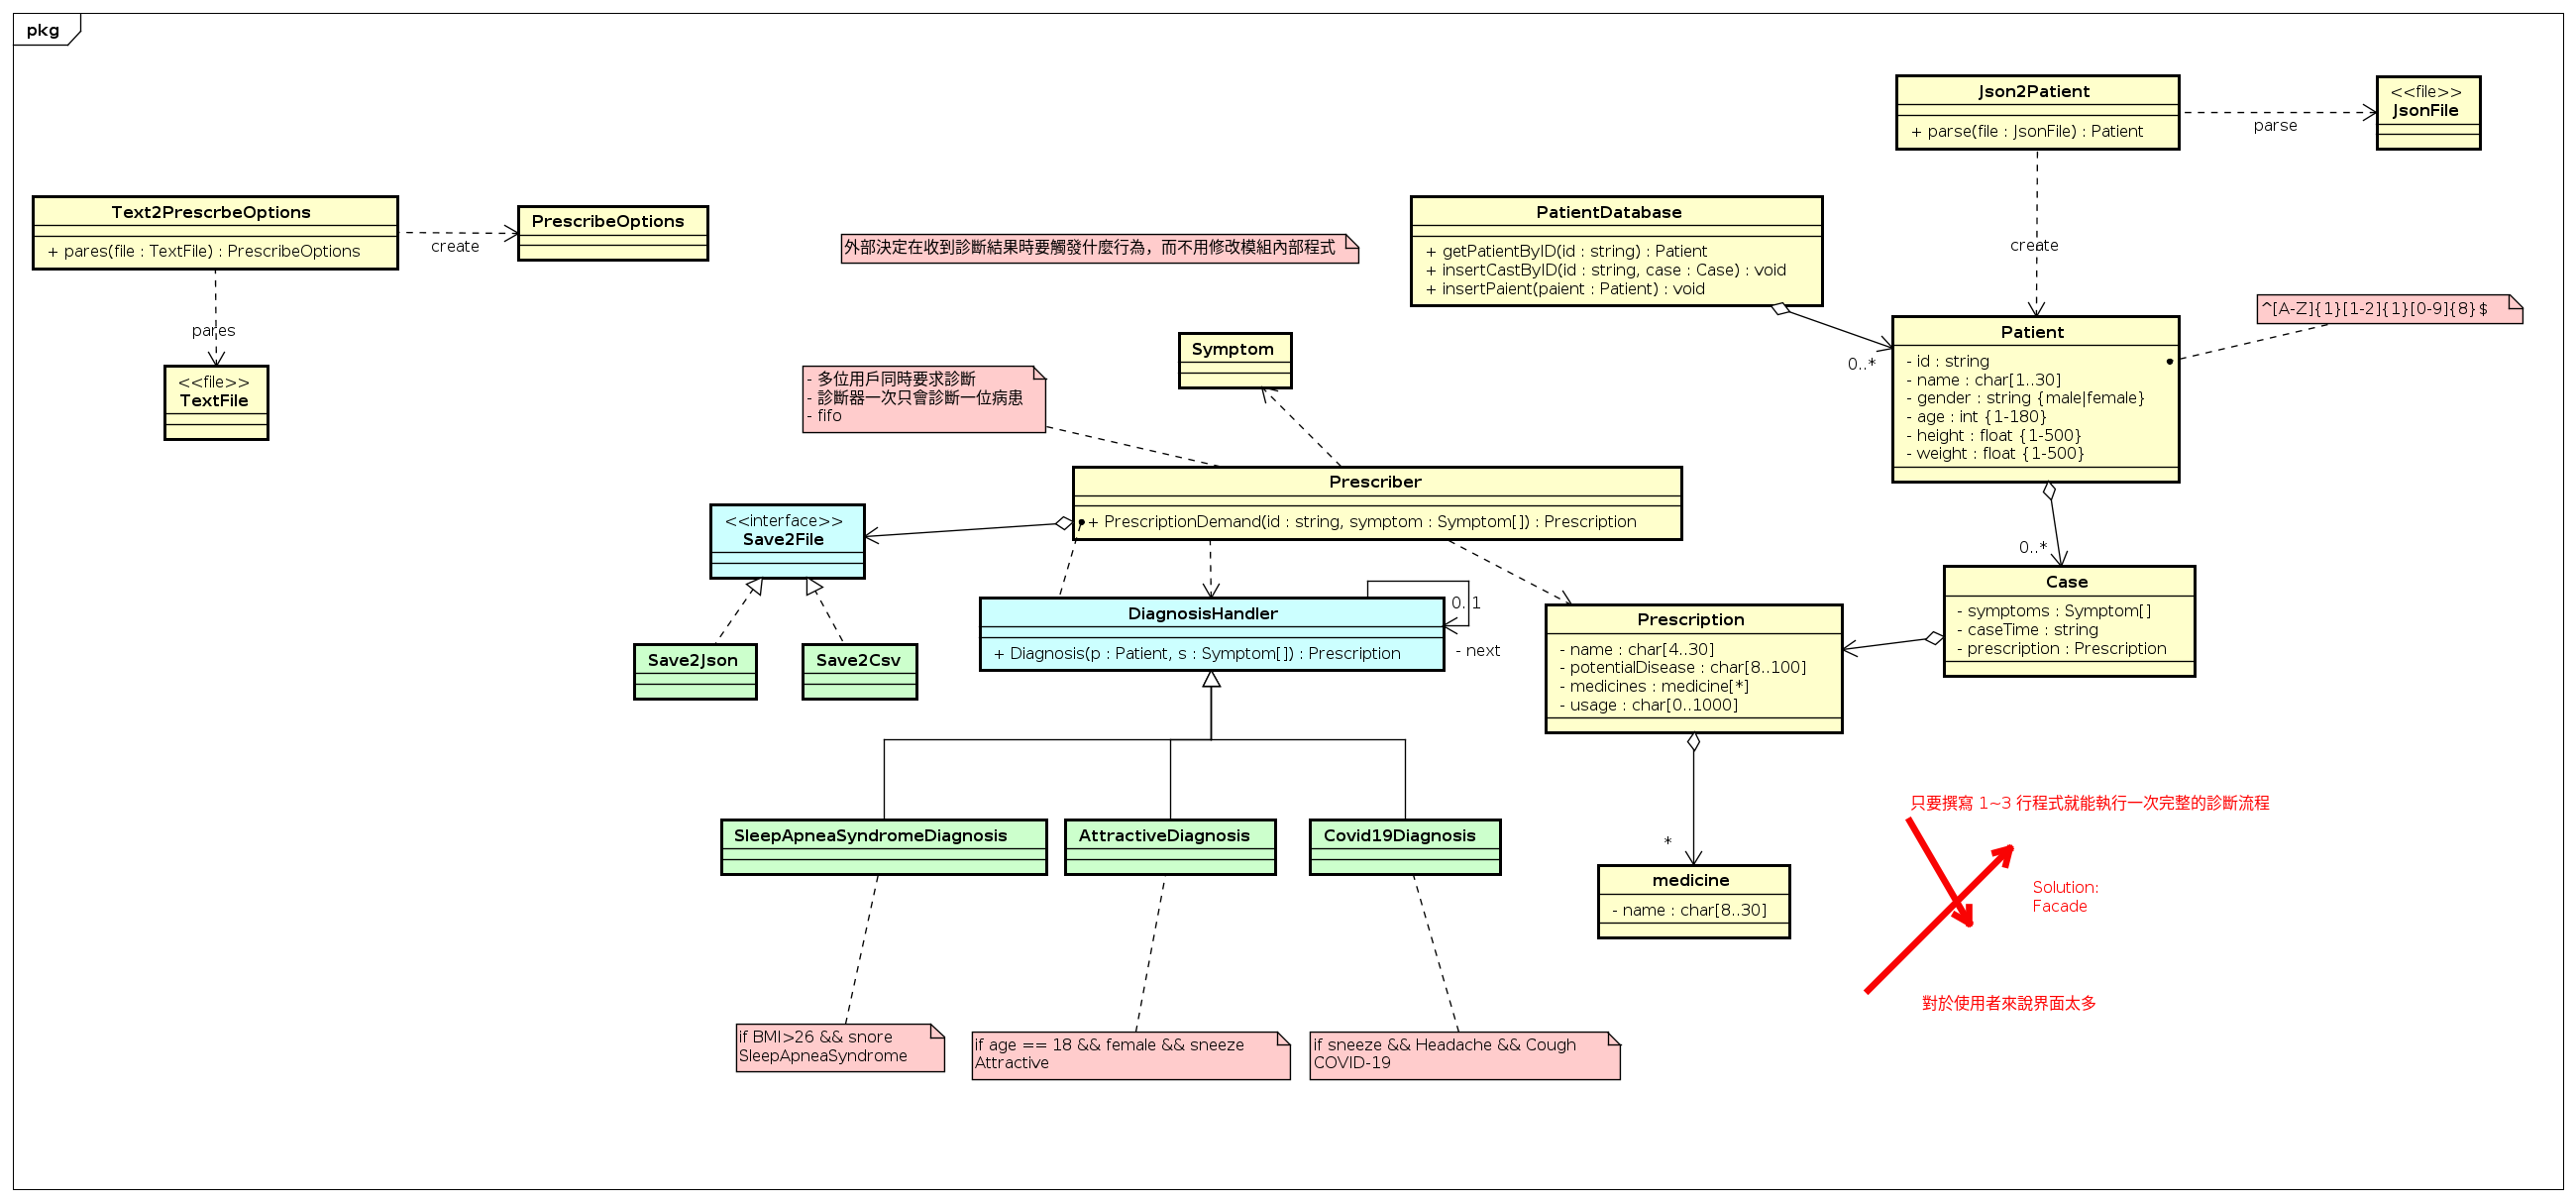 pkg
Json2Patient
+ parse(file : JsonFile) : Patient
parse
<<file>>
JsonFile
create
Text2PrescrbeOptions
+ pares(file : TextFile) : PrescribeOptions
create
PrescribeOptions
pares
<<file>>
TextFile
外部決定在收到診斷結果時要觸發什麼行為，而不用修改模組內部程式
PatientDatabase
+ getPatientByID(id : string) : Patient
+ insertCastByID(id : string, case : Case) : void
+ insertPaient(paient : Patient) : void
0..*
^[A-Z]{1}[1-2]{1}[0-9]{8}$
Patient
- id : string
- name : char[1..30]
- gender : string {male|female}
- age : int {1-180}
- height : float {1-500}
- weight : float {1-500}
0..*
Symptom
- 多位用戶同時要求診斷
- 診斷器一次只會診斷一位病患
- fifo
Prescriber
+ PrescriptionDemand(id : string, symptom : Symptom[]) : Prescription
<<interface>>
Save2File
Save2Json
Save2Csv
DiagnosisHandler
+ Diagnosis(p : Patient, s : Symptom[]) : Prescription
0..1
- next
Prescription
- name : char[4..30]
- potentialDisease : char[8..100]
- medicines : medicine[*]
- usage : char[0..1000]
Case
- symptoms : Symptom[]
- caseTime : string
- prescription : Prescription
*
medicine
- name : char[8..30]
SleepApneaSyndromeDiagnosis
AttractiveDiagnosis
Covid19Diagnosis
if BMI>26 && snore
SleepApneaSyndrome
if age == 18 && female && sneeze
Attractive
if sneeze && Headache && Cough
COVID-19
只要撰寫 1~3 行程式就能執行一次完整的診斷流程
Solution:
Facade
對於使用者來說界面太多